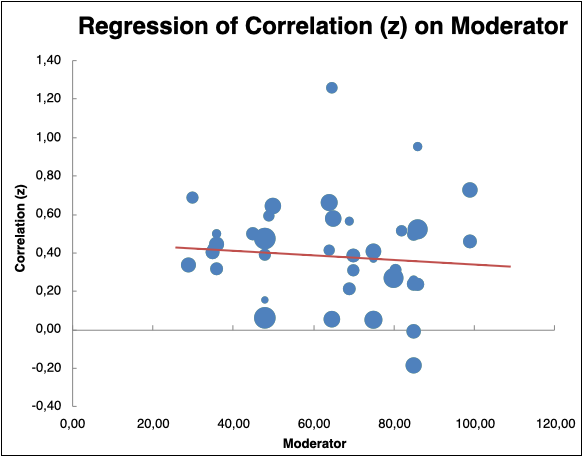 Regression of Correlation (z) on Moderator
1,40
1,20
1,00
0,80
0,60
0,40
0,20
0,00
-0,20
-0,40
Correlation (z)
0,00 20,00 40,00 60,00 80,00 100,00 120,00
Moderator